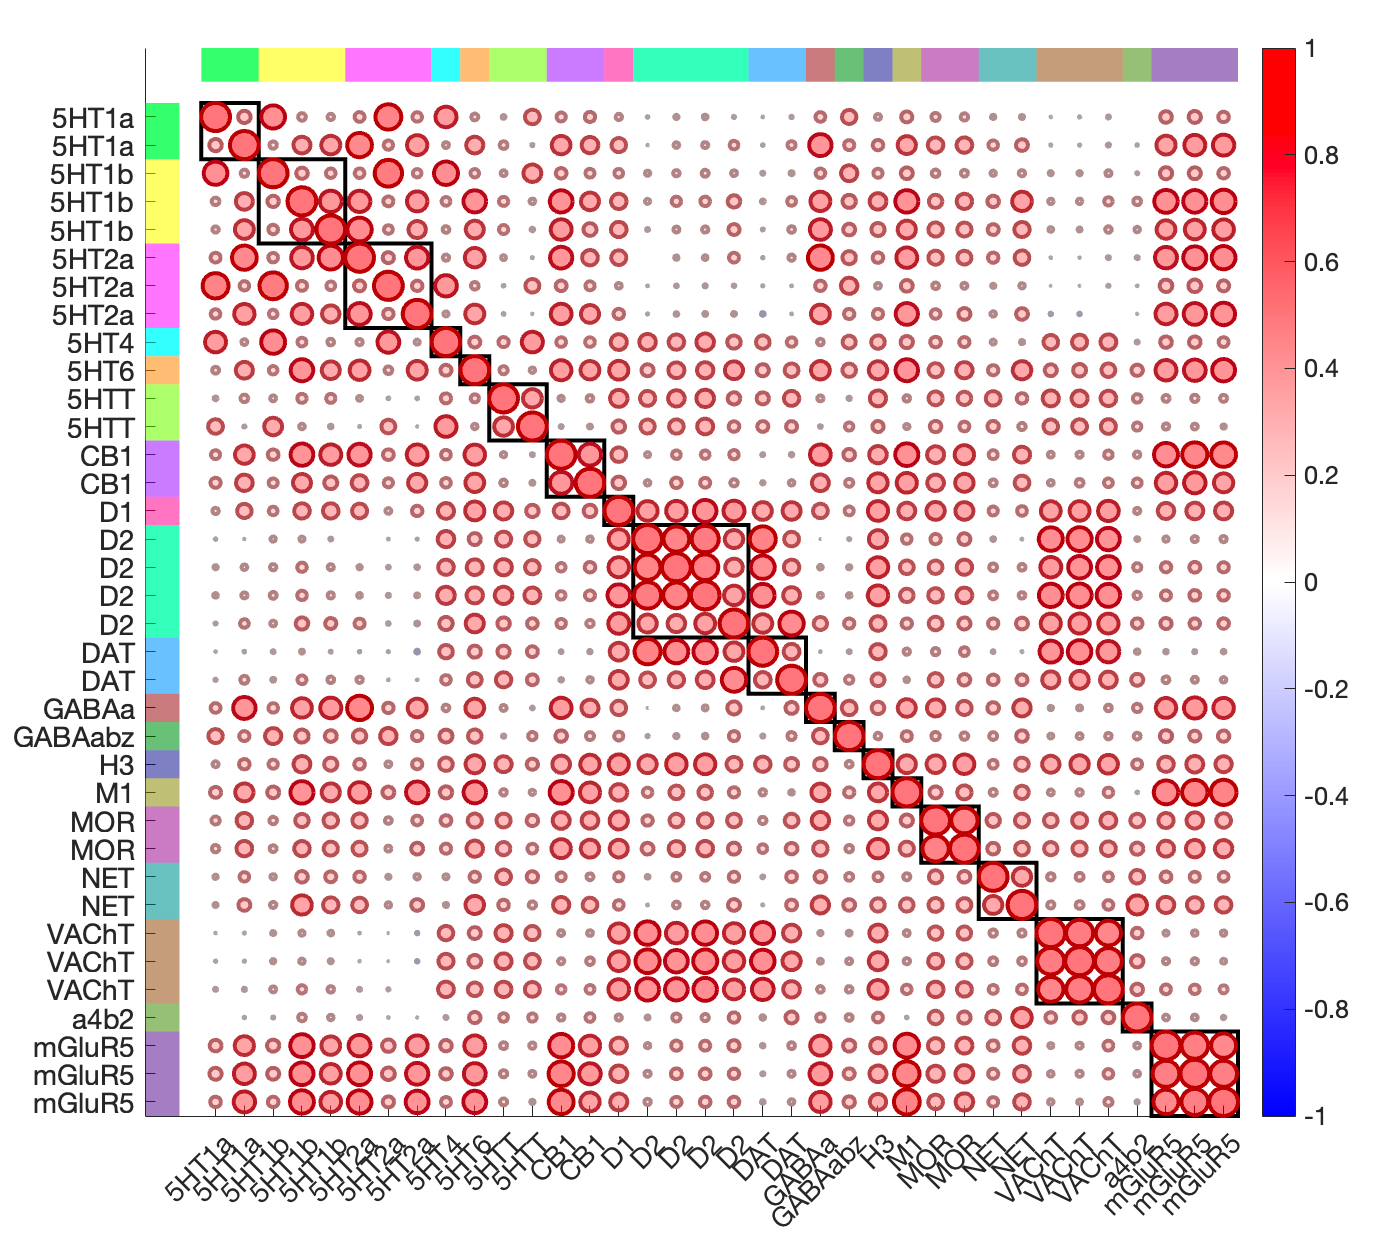 5HT1a
5HT1a
5HT1b
5HT1b
5HT1b
5HT2a
5HT2a
5HT2a
5HT4
5HT6
5HTT
5HTT
CB1
CB1
D1
D2
D2
D2
D2
DAT
DAT
GABAa
GABAabz
H3
M1
MOR
MOR
NET
NET
VAChT
VAChT
VAChT
a4b2
mGluR5
mGluR5
mGluR5
1
0.8
0.6
0.4
0.2
0
-0.2
-0.4
-0.6
-0.8
-1
5HT1a
5HT1a
5HT1b
5HT1b
5HT1b
5HT2a
5HT2a
5HT2a
5HT4
5HT6
5HTT
5HTT
CB1
CB1
D1
D2
D2
D2
D2
DAT
DAT
GABAa
GABAabz
H3
M1
MOR
MOR
NET
NET
VAChT
VAChT
VAChT
a4b2
mGluR5
mGluR5
mGluR5